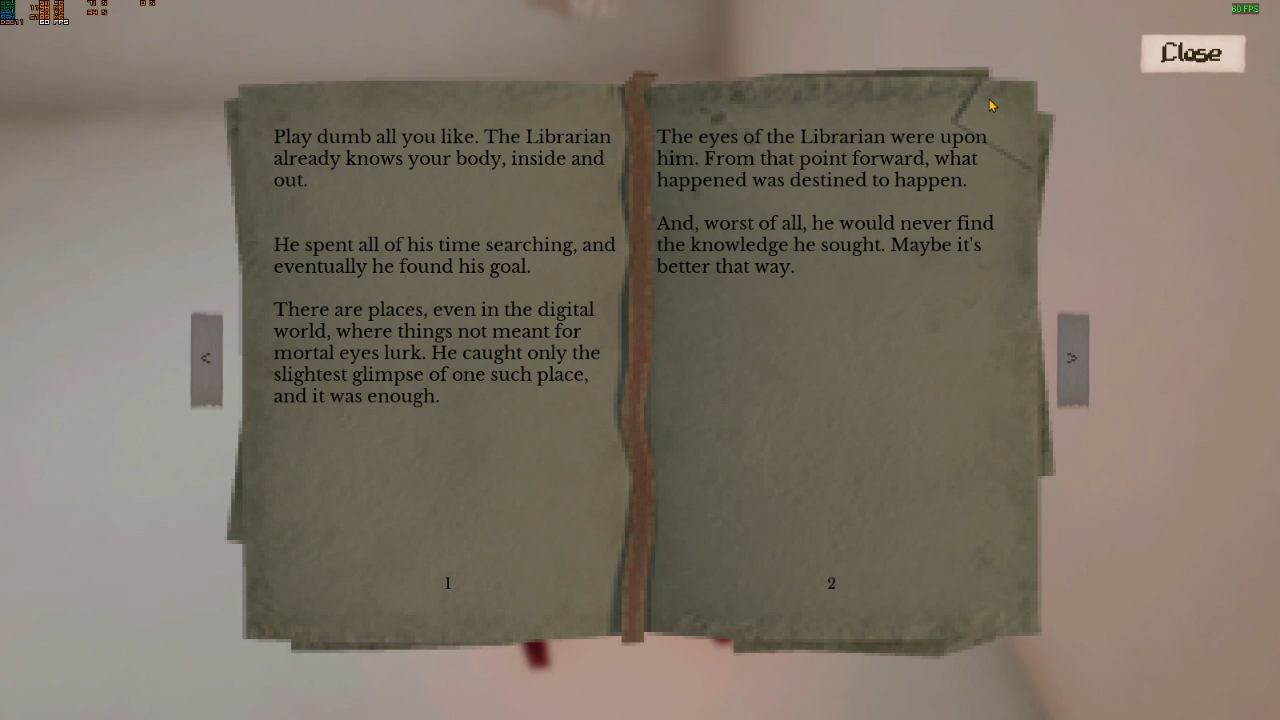 60 FPS
60 FPS
Close
Play dumb all you like. The Librarian
already knows your body, inside and
out.
He spent all of his time searching, and
eventually he found his goal.
There are places, even in the digital
world, where things not meant for
mortal eyes lurk. He caught only the
slightest glimpse of one such place,
and it was enough.
1
The eyes of the Librarian were upon
him. From that point forward, what
happened was destined to happen.
And, worst of all, he would never find
the knowledge he sought. Maybe it's
better that way.
2
<
>